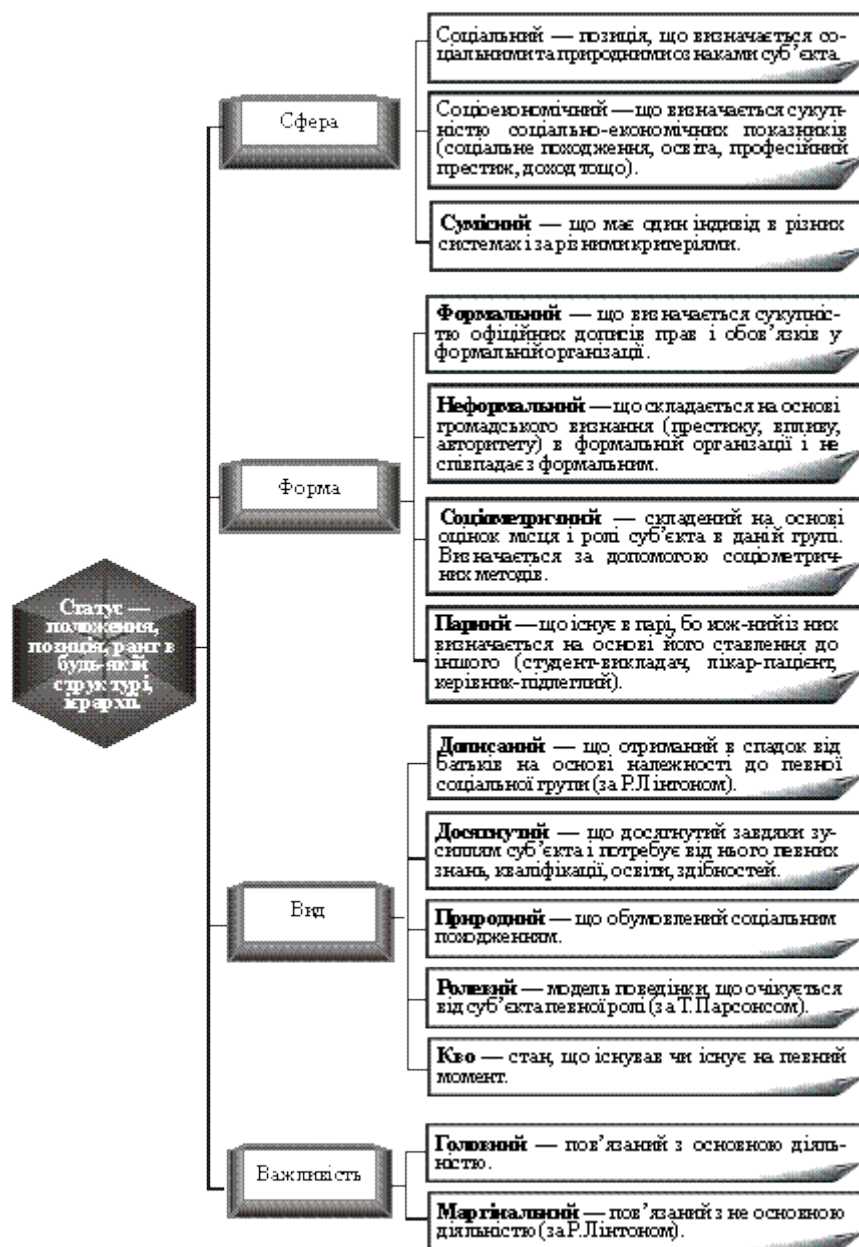 Статус —
положення,
позиція, ранг в
будь-якій
структурі,
ієрархії.
Сфера
Соціальний — позиція, що визначається со-
ціальними та природними ознаками суб’єкта.
Соціоекономічний — що визначається сукуп-
ністю соціально-економічних показників
(соціальне походження, освіта, професійний
престиж, доход тощо).
Сумісний — що має один індивід в різних
системах і за різними критеріями.
Форма
Формальний — що визначається сукупніс-
тю офіційних дописів прав і обов’язків у
формальній організації.
Неформальний — що складається на основі
громадського визнання (престижу, впливу,
авторитету) в формальній організації і не
співпадає з формальним.
Соціометричний — складений на основі
оцінок місця і ролі суб’єкта в даній групі.
Визначається за допомогою соціометрич-
них методів.
Парний — що існує в парі, бо кож-ний із них
визначається на основі його ставлення до
іншого (студент-викладач, лікар-пацієнт,
керівник-підлеглий).
Вид
Дописаний — що отриманий в спадок від
батьків на основі належності до певної
соціальної групи (за Р.Лінтоном).
Досягнутий — що досягнутий завдяки зу-
силлям суб’єкта і потребує від нього певних
знань, кваліфікації, освіти, здібностей.
Природний — що обумовлений соціальним
походженням.
Ролевий — модель поведінки, що очікується
від суб’єкта певної ролі (за Т. Парсонсом).
Кво — стан, що існував чи існує на певний
момент.
Важливість
Головний — пов’язаний з основною діяль-
ністю.
Маргінальний — пов’язаний з не основною
діяльністю (за Р.Лінтоном).